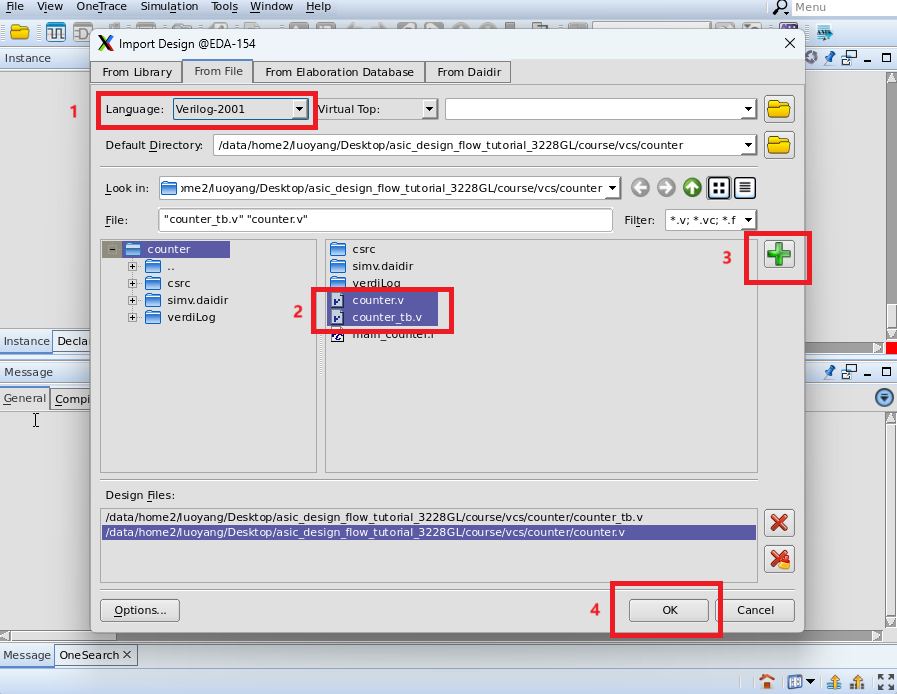 File View OneTrace Simulation Tools Window Help Menu
Instance
Import Design @EDA-154
From Library From File From Elaboration Database From Daidir
1 Language: Verilog-2001 Virtual Top:
Default Directory: /data/home2/luoyang/Desktop/asic_design_flow_tutorial_3228GL/course/vcs/counter
Look in: ome2/luoyang/Desktop/asic_design_flow_tutorial_3228GL/course/vcs/counter
File: "counter_tb.v" "counter.v" Filter: *.v; *.vc; *.f
counter
..
csrc
simv.daidir
verdiLog
csrc
simv.daidir
verdiLog
counter.v
counter_tb.v
main_counter.f
2
3
Instance Decla
Message
General Compi
Design Files:
/data/home2/luoyang/Desktop/asic_design_flow_tutorial_3228GL/course/vcs/counter/counter_tb.v
/data/home2/luoyang/Desktop/asic_design_flow_tutorial_3228GL/course/vcs/counter/counter.v
Options... 4 OK Cancel
Message OneSearch